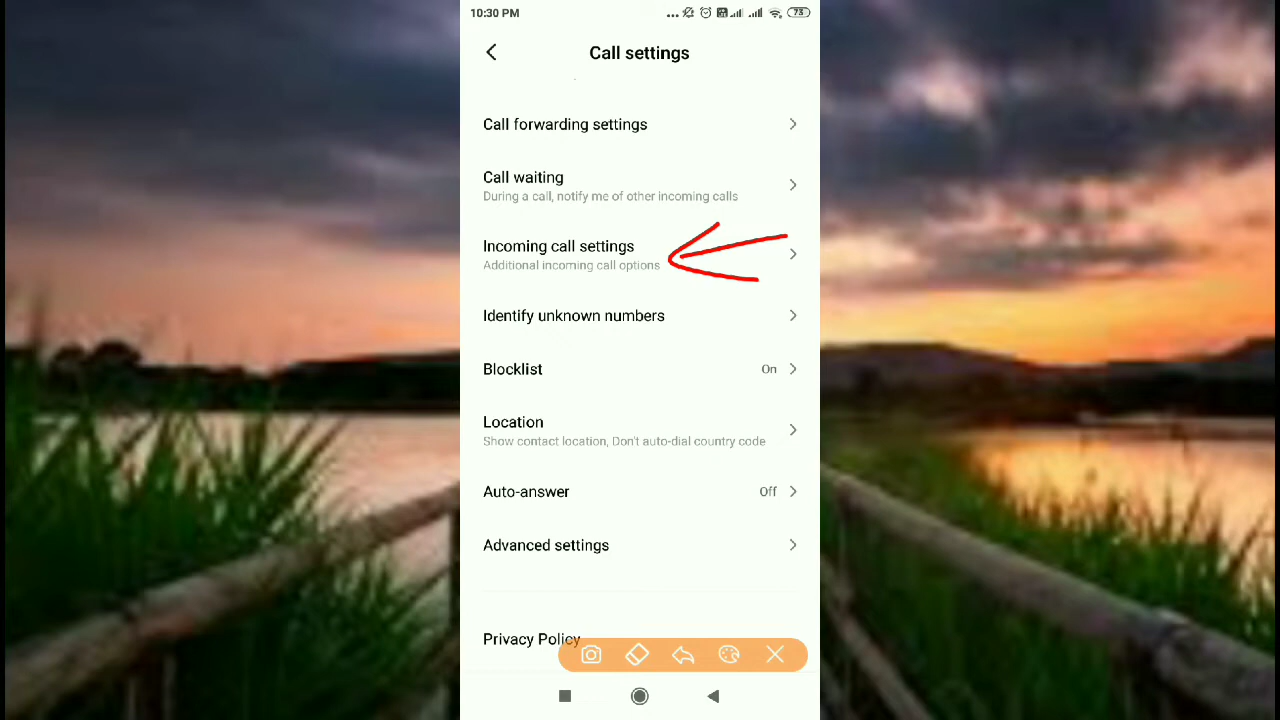 10:30 PM
73
Call settings
Call forwarding settings
Call waiting
During a call, notify me of other incoming calls
Incoming call settings
Additional incoming call options
Identify unknown numbers
Blocklist
On
Location
Show contact location, Don't auto-dial country code
Auto-answer
Off
Advanced settings
Privacy Policy